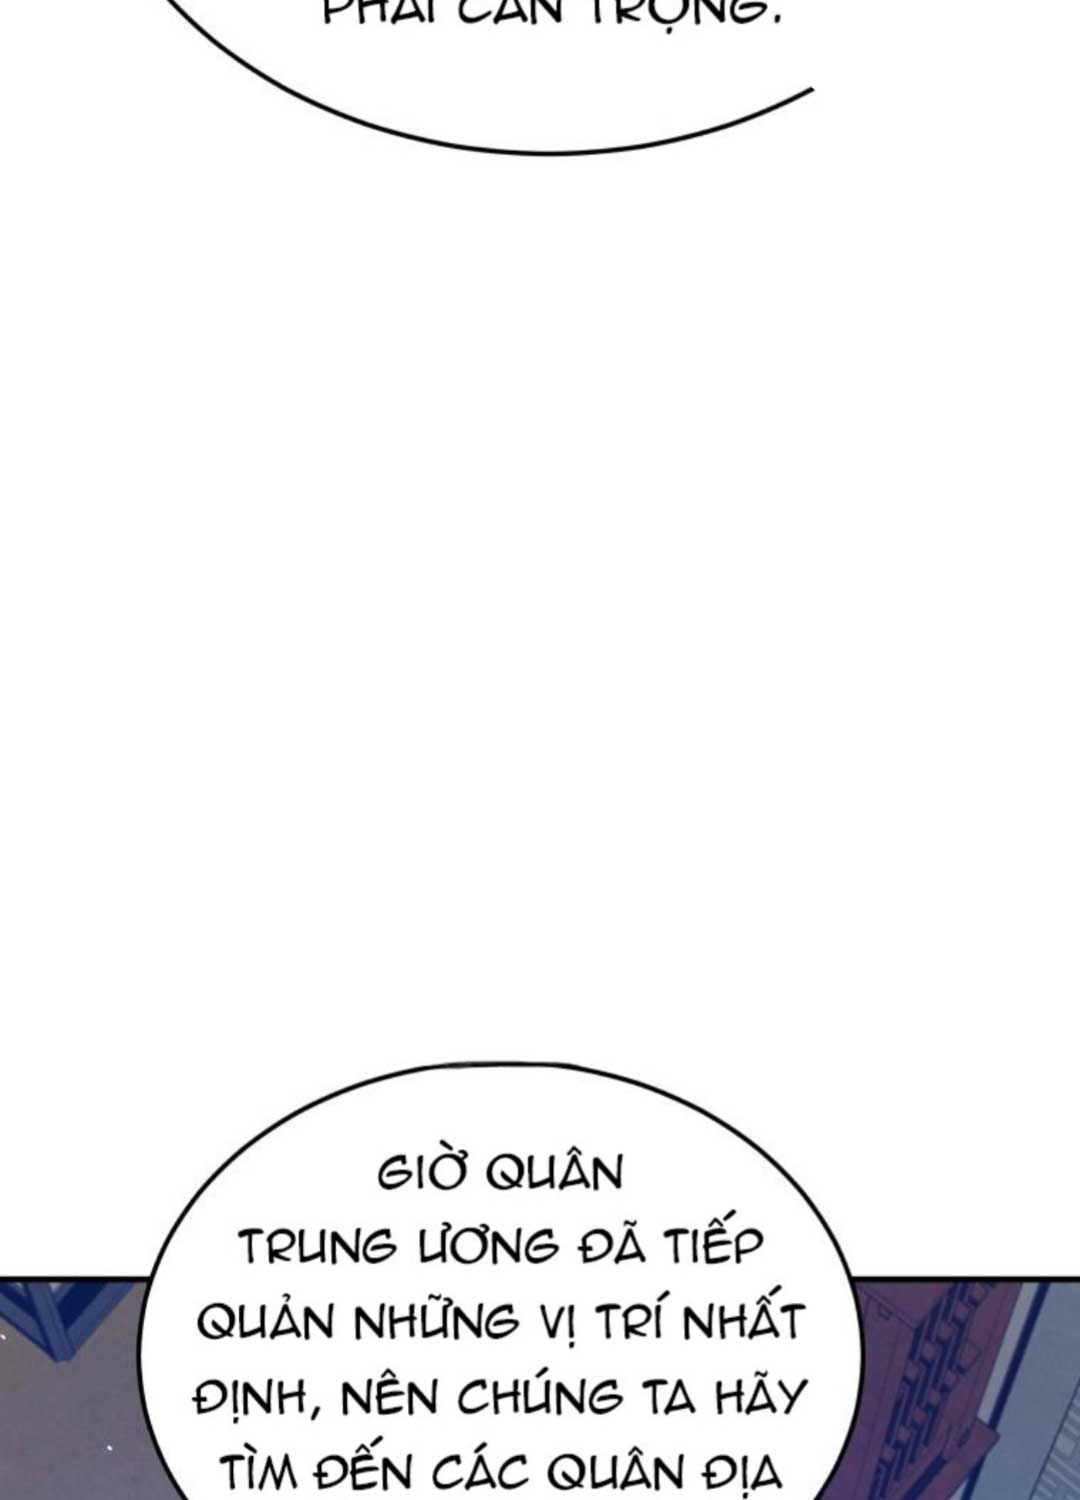 PHẢI CẨN TRỌNG.
GIỜ QUÂN
TRUNG ƯƠNG ĐÃ TIẾP
QUẢN NHỮNG VỊ TRÍ NHẤT
ĐỊNH, NÊN CHÚNG TA HÃY
TÌM ĐẾN CÁC QUÂN ĐỊA